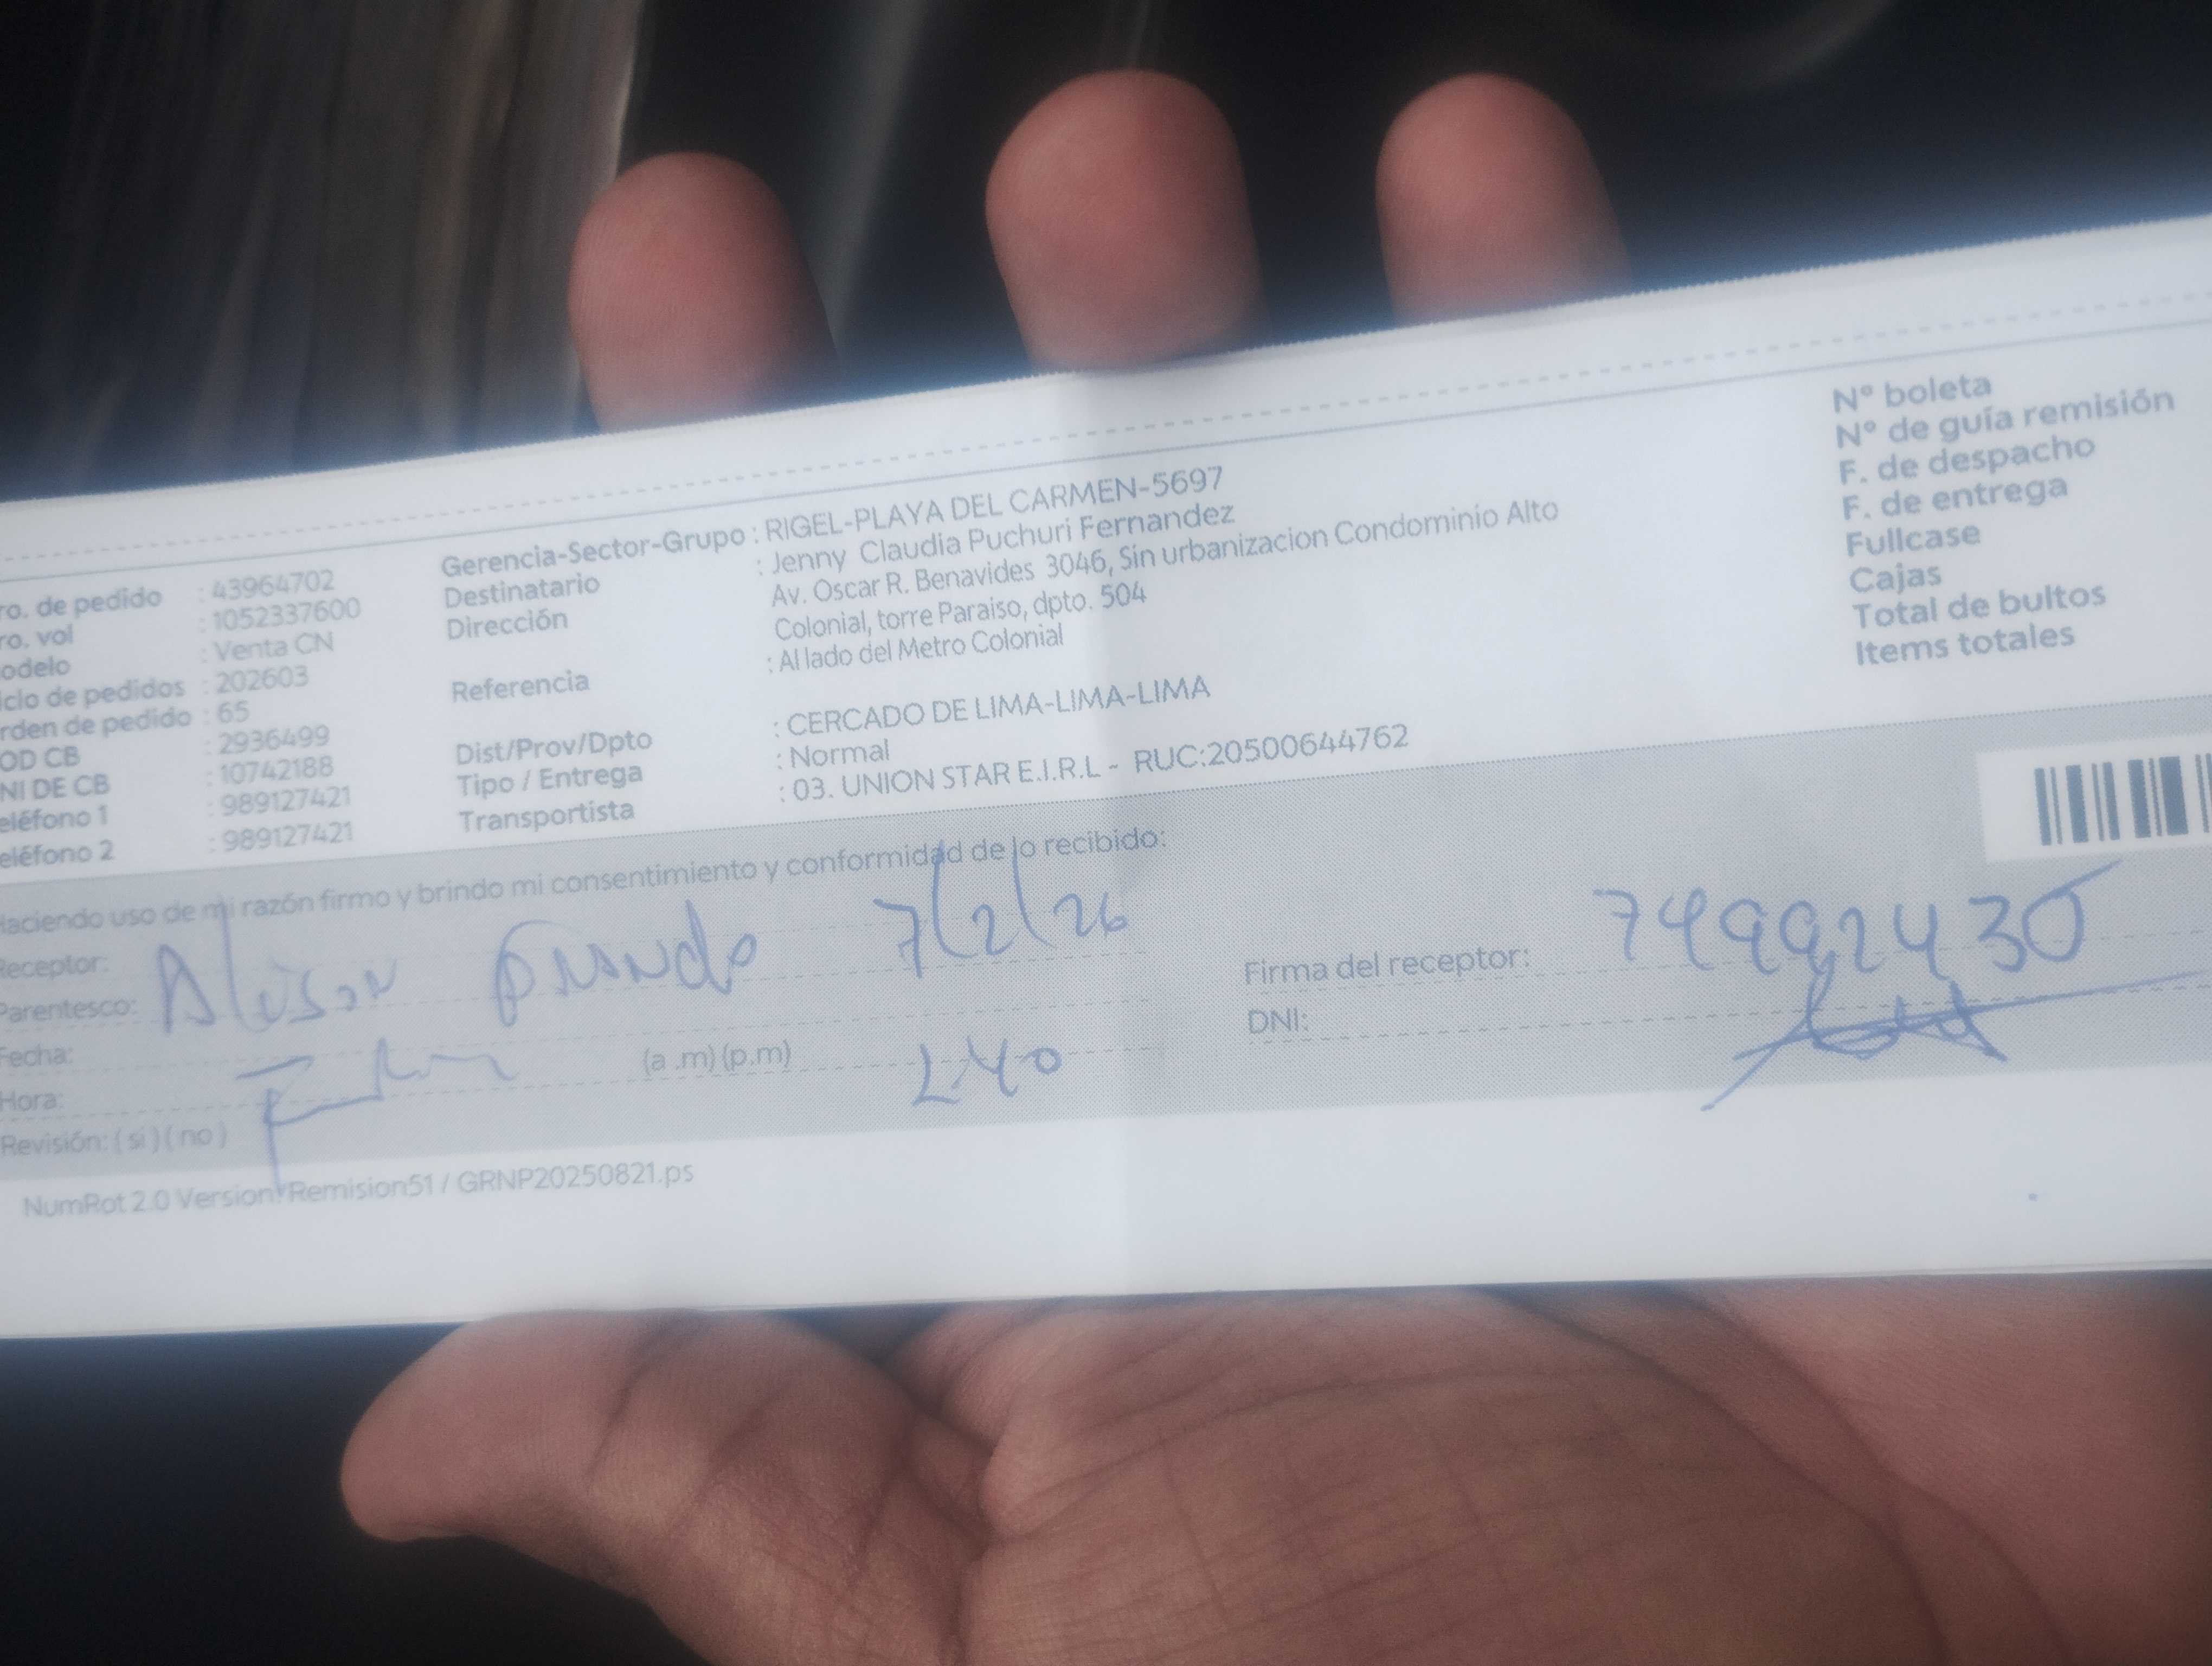 Nº boleta
Nº de guía remisión
F. de despacho
F. de entrega
Fullcase
Cajas
Total de bultos
Items totales
ro. de pedido : 43964702
ro. vol : 1052337600
odelo : Venta CN
iclo de pedidos : 202603
rden de pedido : 65
OD CB : 2936499
NI DE CB : 10742188
eléfono 1 : 989127421
eléfono 2 : 989127421
Gerencia-Sector-Grupo : RIGEL-PLAYA DEL CARMEN-5697
Destinatario : Jenny Claudia Puchuri Fernandez
Dirección Av. Oscar R. Benavides 3046, Sin urbanizacion Condominio Alto
Colonial, torre Paraiso, dpto. 504
Referencia : Al lado del Metro Colonial
Dist/Prov/Dpto : CERCADO DE LIMA-LIMA-LIMA
Tipo / Entrega : Normal
Transportista : 03. UNION STAR E.I.R.L - RUC:20500644762
Haciendo uso de mi razón firmo y brindo mi consentimiento y conformidad de lo recibido:
Receptor: 7/2/26
Parentesco: Alison
Fecha:
Hora: (a .m) (p.m) 2.40
Revisión: ( si ) ( no )
Firma del receptor:
DNI:
NumRot 2.0 Version: Remision51 / GRNP20250821.ps